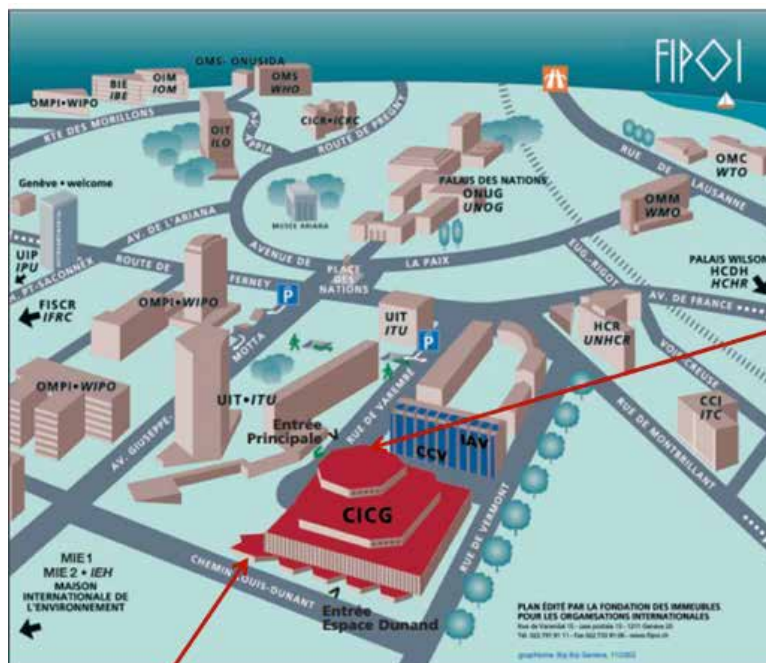 FIPOI
OMS- ONUSIDA
OMS
WHO
OIM
IOM
BIE
IBE
OMPI•WIPO
RTE DES MORILLONS
OIT
ILO
APPIA
CICR•ICRC
ROUTE DE PREGNY
RUE DE LAUSANNE
OMC
WTO
PALAIS DES NATIONS
ONUG
UNOG
OMM
WMO
Genève•welcome
MUSEE ARIANA
AV. DE L'ARIANA
UIP
IPU
CH. PT-SACONNEX
ROUTE DE FERNEY
AVENUE DE LA PAIX
PLACE
DES
NATIONS
EUG.-RIGOT
PALAIS WILSON
HCDH
HCHR
AV. DE FRANCE
FISCR
IFRC
OMPI•WIPO
P
UIT
ITU
P
HCR
UNHCR
VOIE-CREUSE
OMPI•WIPO
AV. GIUSEPPE-MOTTA
UIT•ITU
RUE DE VAREMBÉ
CCI
ITC
RUE DE MONTBRILLANT
Entrée
Principale
IAV
CCV
CICG
RUE DE VERMONT
MIE 1
MIE 2 • IEH
MAISON
INTERNATIONALE DE
L'ENVIRONNEMENT
CHEMIN LOUIS-DUNANT
Entrée
Espace Dunand
PLAN ÉDITÉ PAR LA FONDATION DES IMMEUBLES
POUR LES ORGANISATIONS INTERNATIONALES